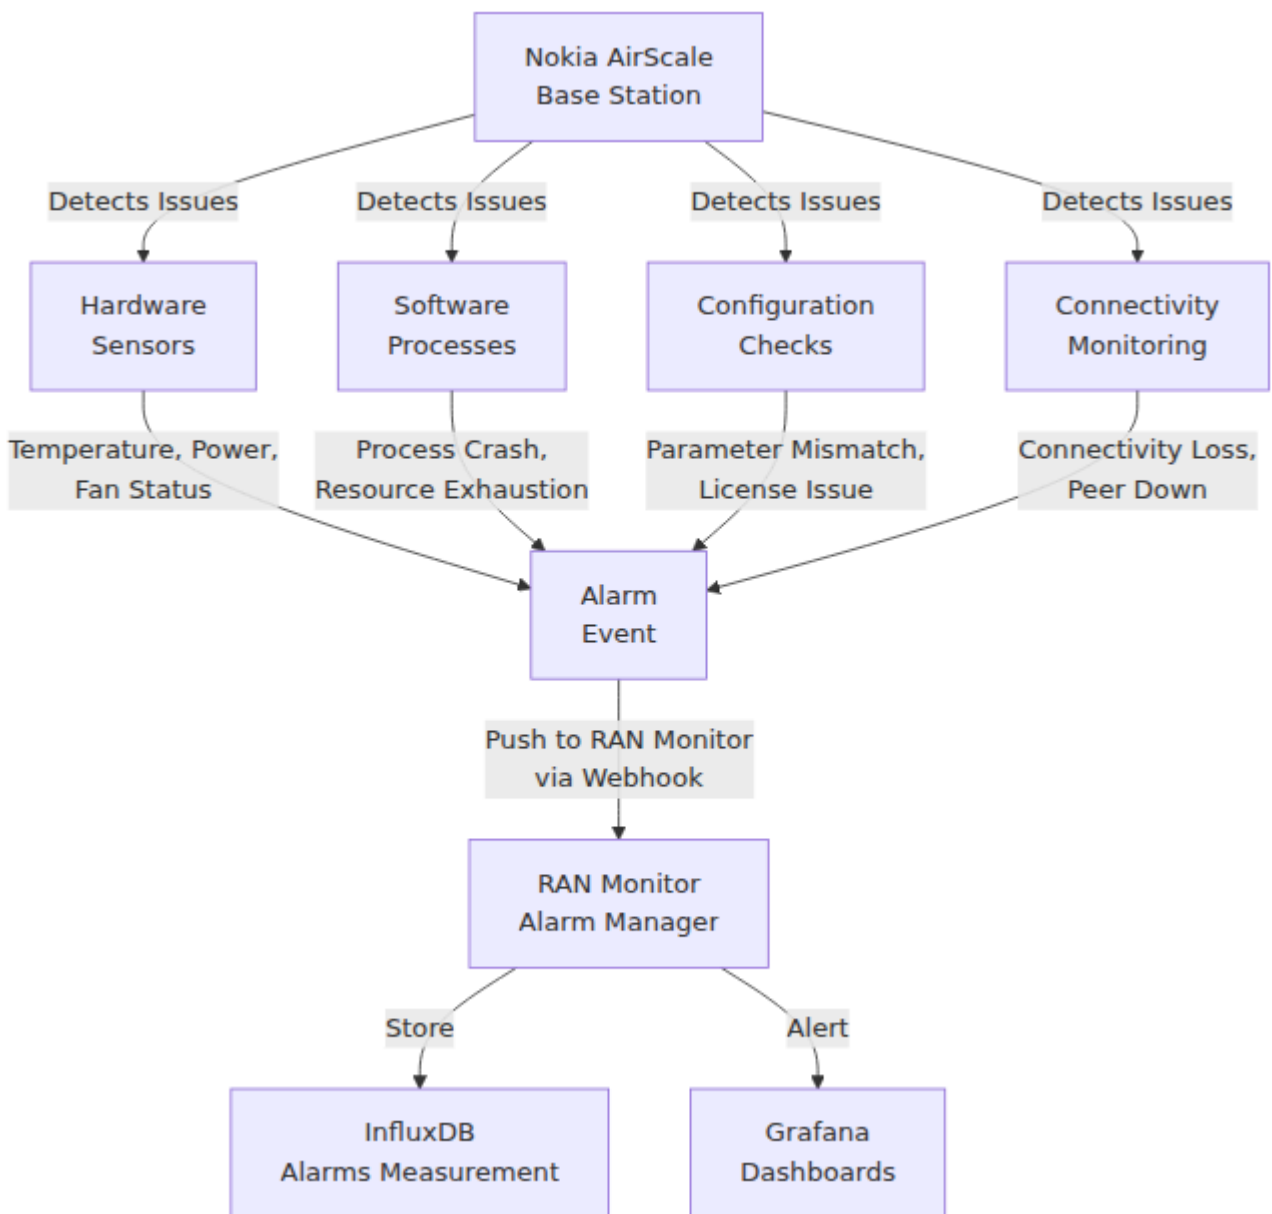 Nokia AirScale
Base Station
Detects Issues
Detects Issues
Detects Issues
Detects Issues
Hardware
Sensors
Software
Processes
Configuration
Checks
Connectivity
Monitoring
Temperature, Power,
Fan Status
Process Crash,
Resource Exhaustion
Parameter Mismatch,
License Issue
Connectivity Loss,
Peer Down
Alarm
Event
Push to RAN Monitor
via Webhook
RAN Monitor
Alarm Manager
Store
Alert
InfluxDB
Alarms Measurement
Grafana
Dashboards